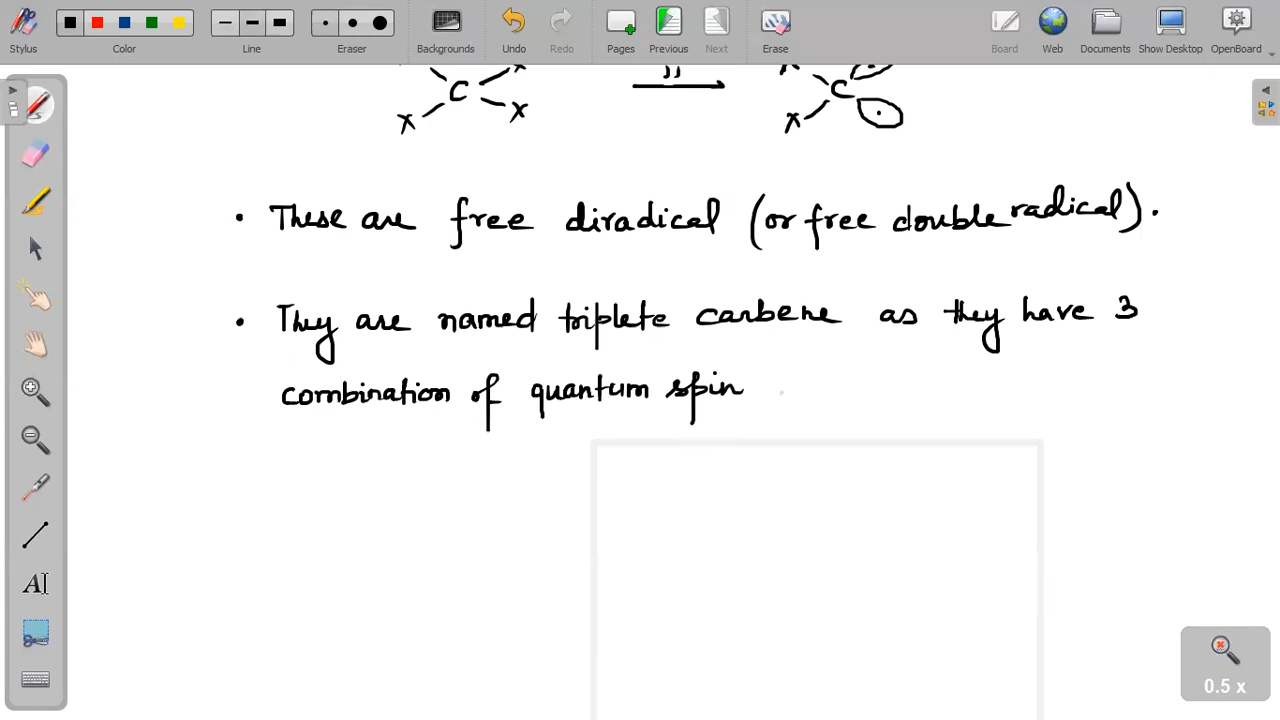 Stylus
Color
Line
Eraser
Backgrounds
Undo
Redo
Pages
Previous
Next
Erase
Board
Web
Documents
Show Desktop
OpenBoard
C
x x
C
x
• These are free diradical (or free double radical).
• They are named triplete carbene as they have 3
combination of quantum spin
0.5 x